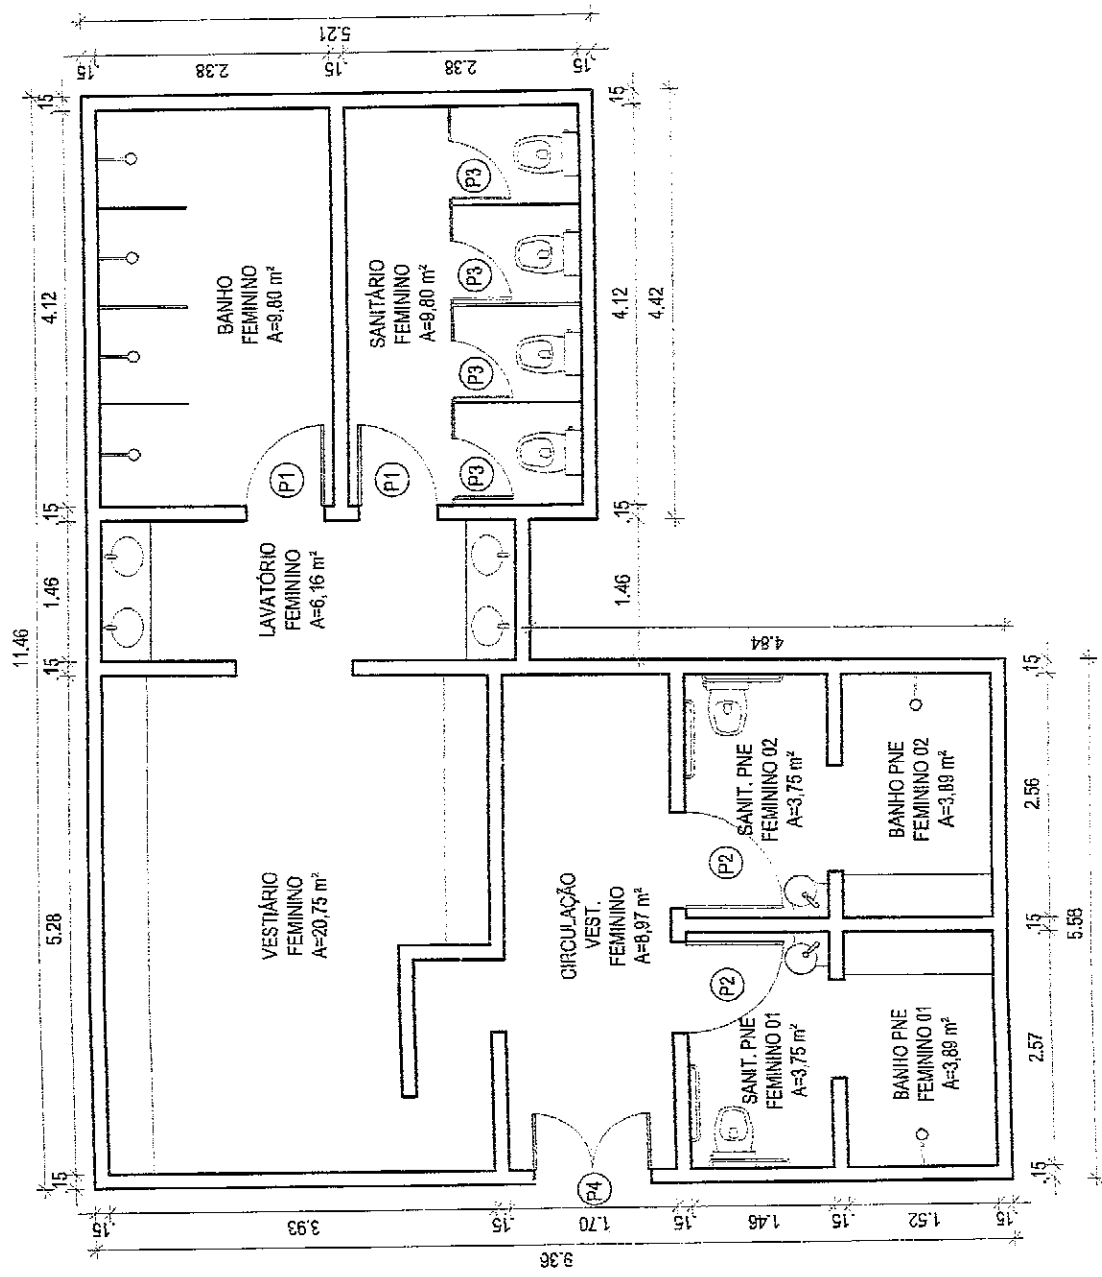 11.46
.15
4.12
.15
1.46
.15
5.28
.15
5.21
.15
2.38
.15
2.38
.15
BANHO
FEMININO
A=9,80 m²
SANITÁRIO
FEMININO
A=9,80 m²
P3
P3
P3
P3
P1
P1
.15
4.12
4.42
.15
1.46
LAVATÓRIO
FEMININO
A=6,16 m²
4.84
VESTIÁRIO
FEMININO
A=20,75 m²
CIRCULAÇÃO
VEST.
FEMININO
A=8,97 m²
SANIT. PNE
FEMININO 02
A=3,75 m²
BANHO PNE
FEMININO 02
A=3,89 m²
P2
P2
SANIT. PNE
FEMININO 01
A=3,75 m²
BANHO PNE
FEMININO 01
A=3,89 m²
P4
.15
2.56
.15
5.58
2.57
.15
.15
3.93
.15
1.70
.15
1.46
.15
1.52
.15
9.36